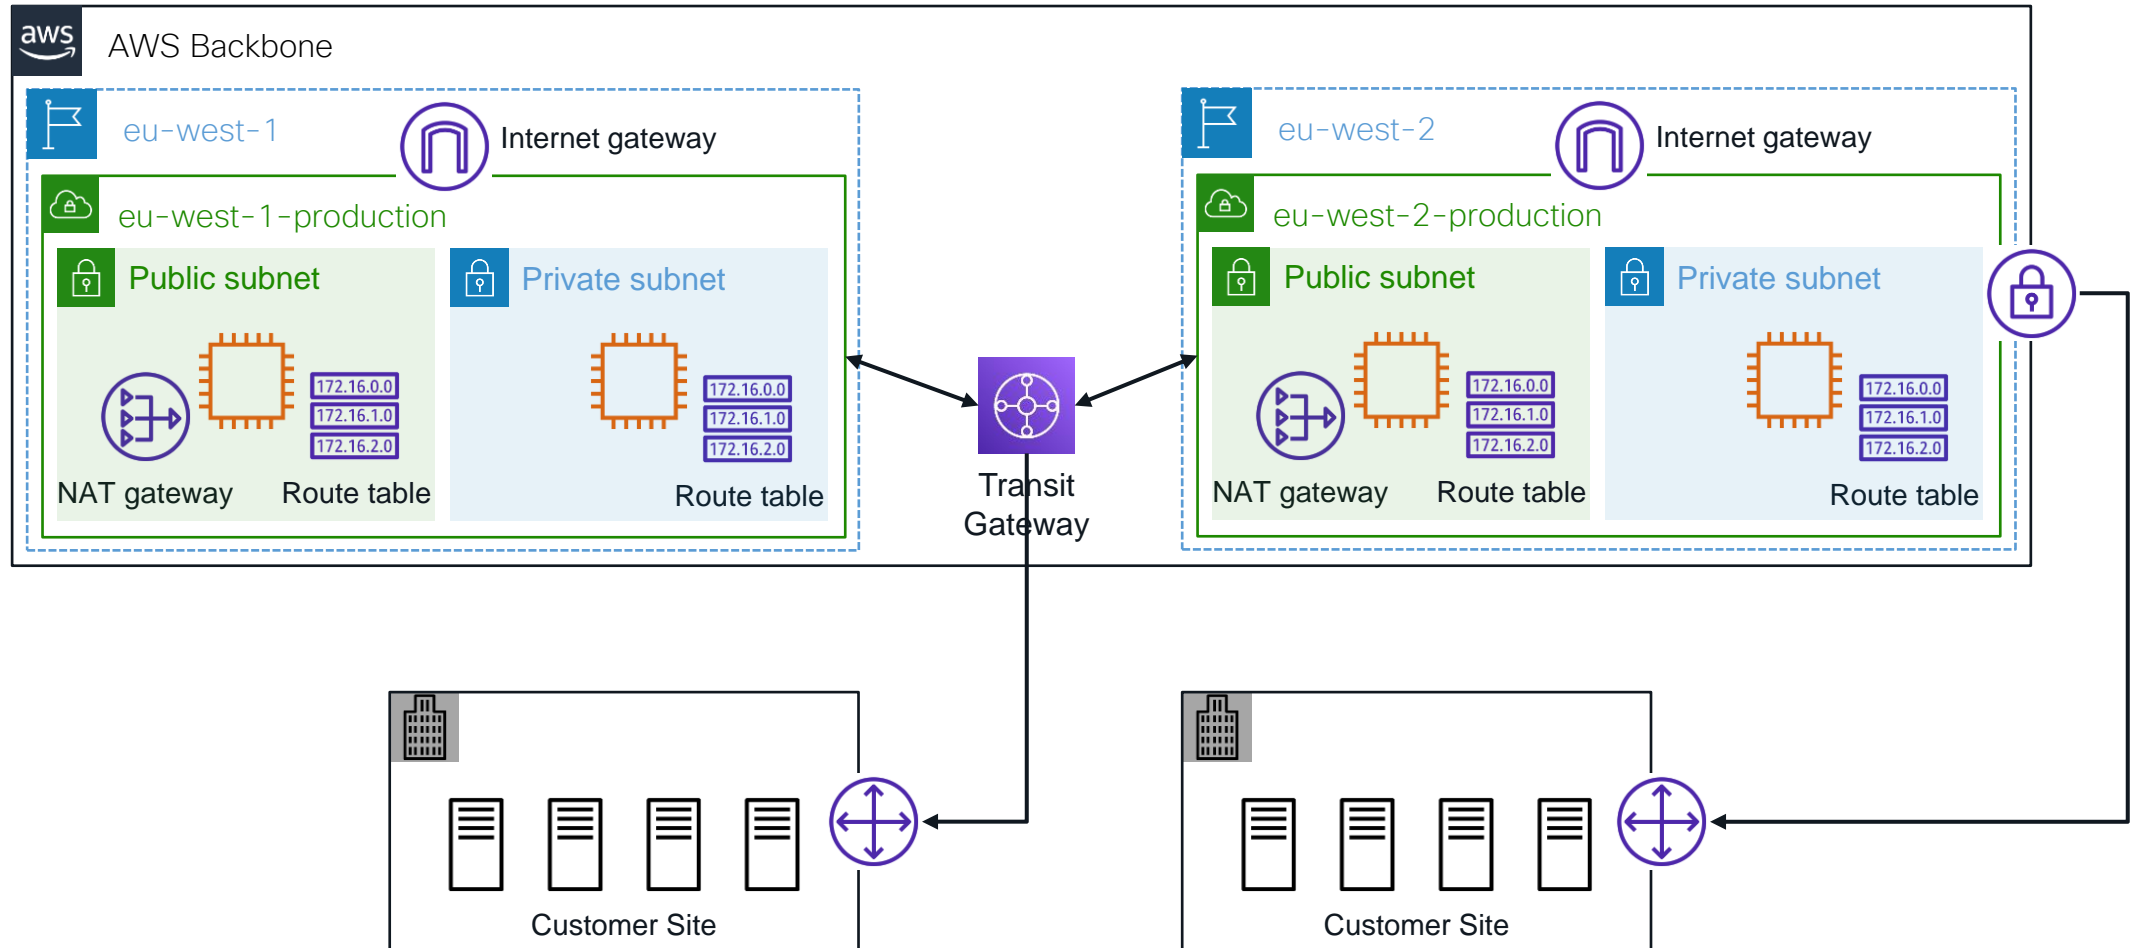 aws
AWS Backbone
eu-west-1
Internet gateway
eu-west-1-production
Public subnet
Private subnet
172.16.0.0
172.16.1.0
172.16.2.0
172.16.0.0
172.16.1.0
172.16.2.0
NAT gateway
Route table
Route table
Transit
Gateway
eu-west-2
Internet gateway
eu-west-2-production
Public subnet
Private subnet
172.16.0.0
172.16.1.0
172.16.2.0
172.16.0.0
172.16.1.0
172.16.2.0
NAT gateway
Route table
Route table
Customer Site
Customer Site